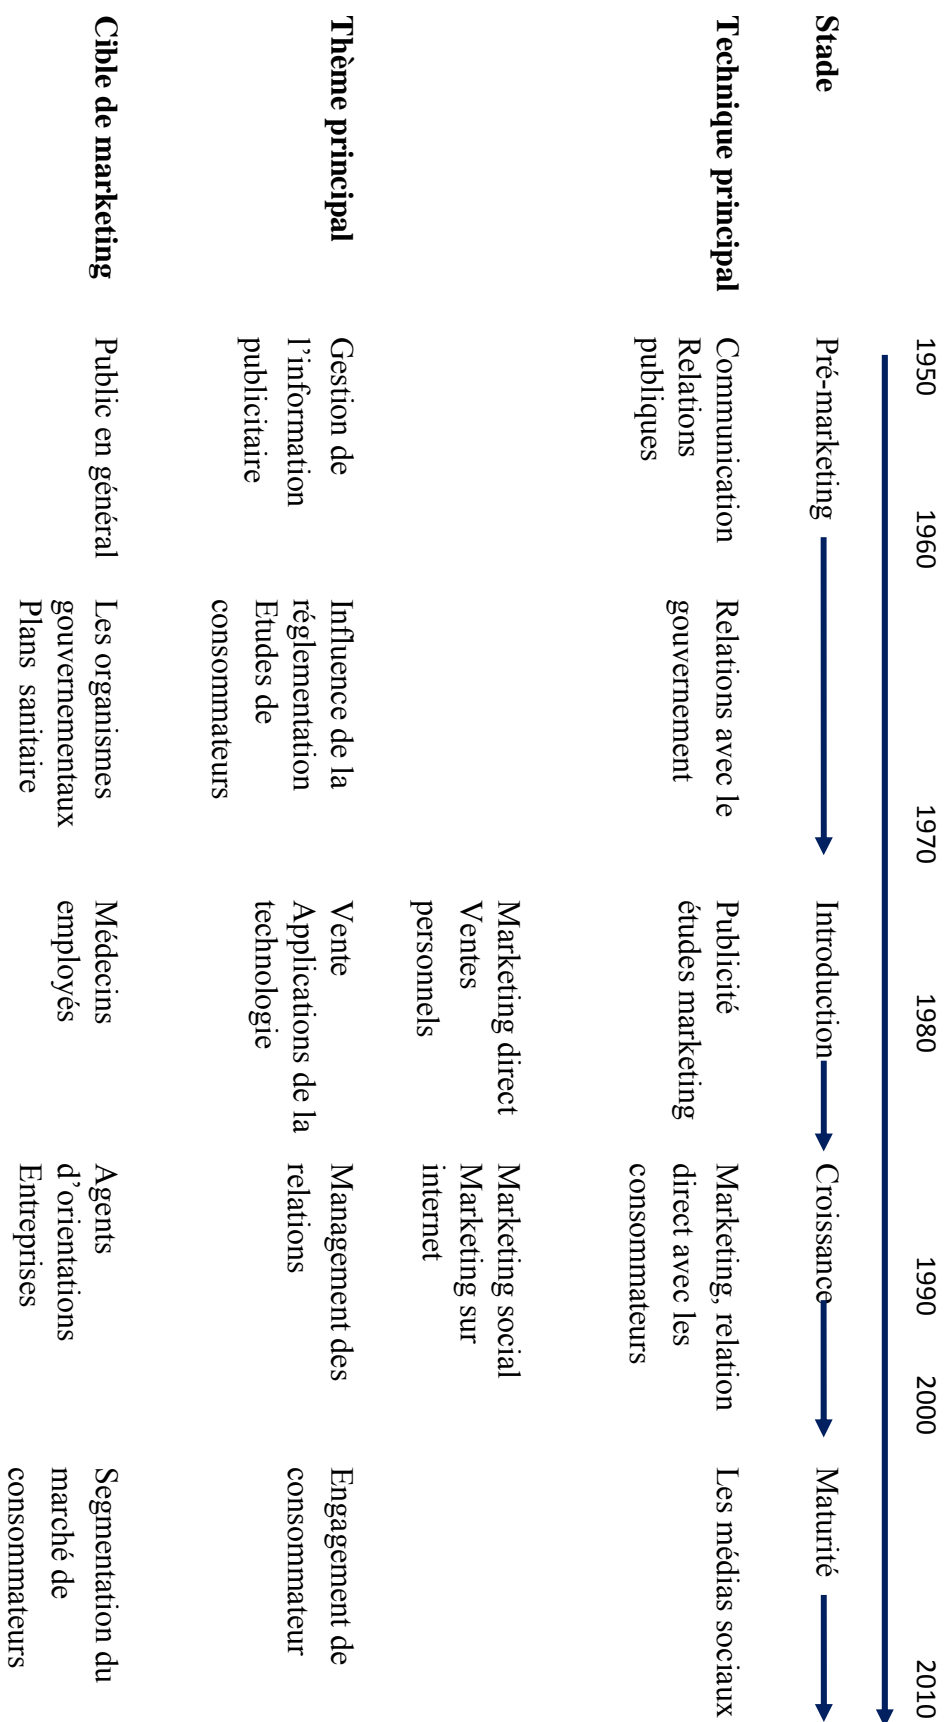 1950 1960 1970 1980 1990 2000 2010
Stade Pré-marketing Introduction Croissance Maturité
Technique principal Communication Relations avec le Publicité Marketing, relation Les médias sociaux
Relations gouvernement études marketing direct avec les
publiques consommateurs
Marketing direct Marketing social
Ventes Marketing sur
personnels internet
Thème principal Gestion de Influence de la Vente Management des Engagement de
l’information réglementation Applications de la relations consommateur
publicitaire Etudes de technologie
consommateurs
Cible de marketing Public en général Les organismes Médecins Agents Segmentation du
gouvernementaux employés d’orientations marché de
Plans sanitaire Entreprises consommateurs